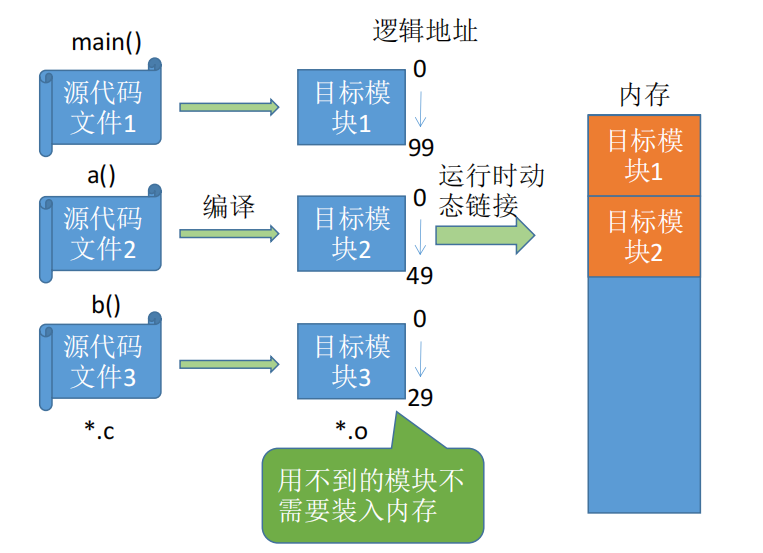 main()
逻辑地址
源代码
文件1
目标模
块1
0
99
内存
目标模
块1
a()
源代码
文件2
编译
目标模
块2
0
49
运行时动
态链接
目标模
块2
b()
源代码
文件3
目标模
块3
0
29
*.c
*.o
用不到的模块不
需要装入内存